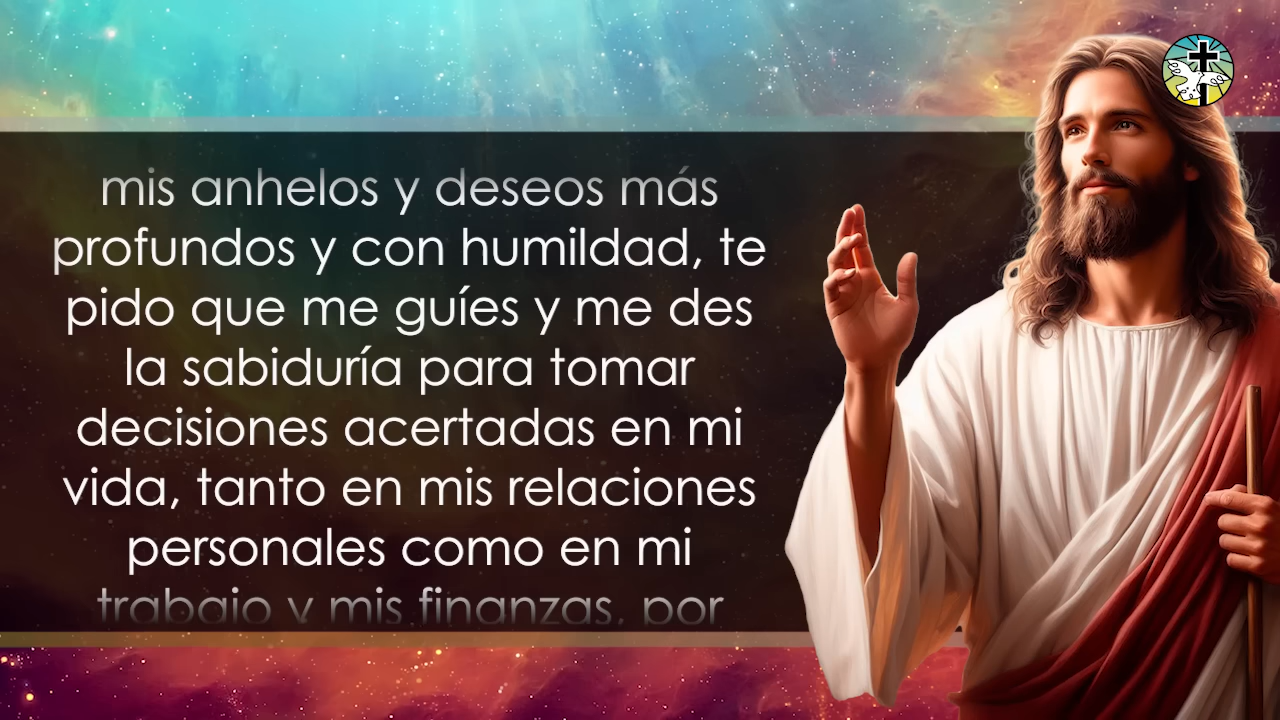 mis anhelos y deseos más
profundos y con humildad, te
pido que me guíes y me des
la sabiduría para tomar
decisiones acertadas en mi
vida, tanto en mis relaciones
personales como en mi
trabajo y mis finanzas, por